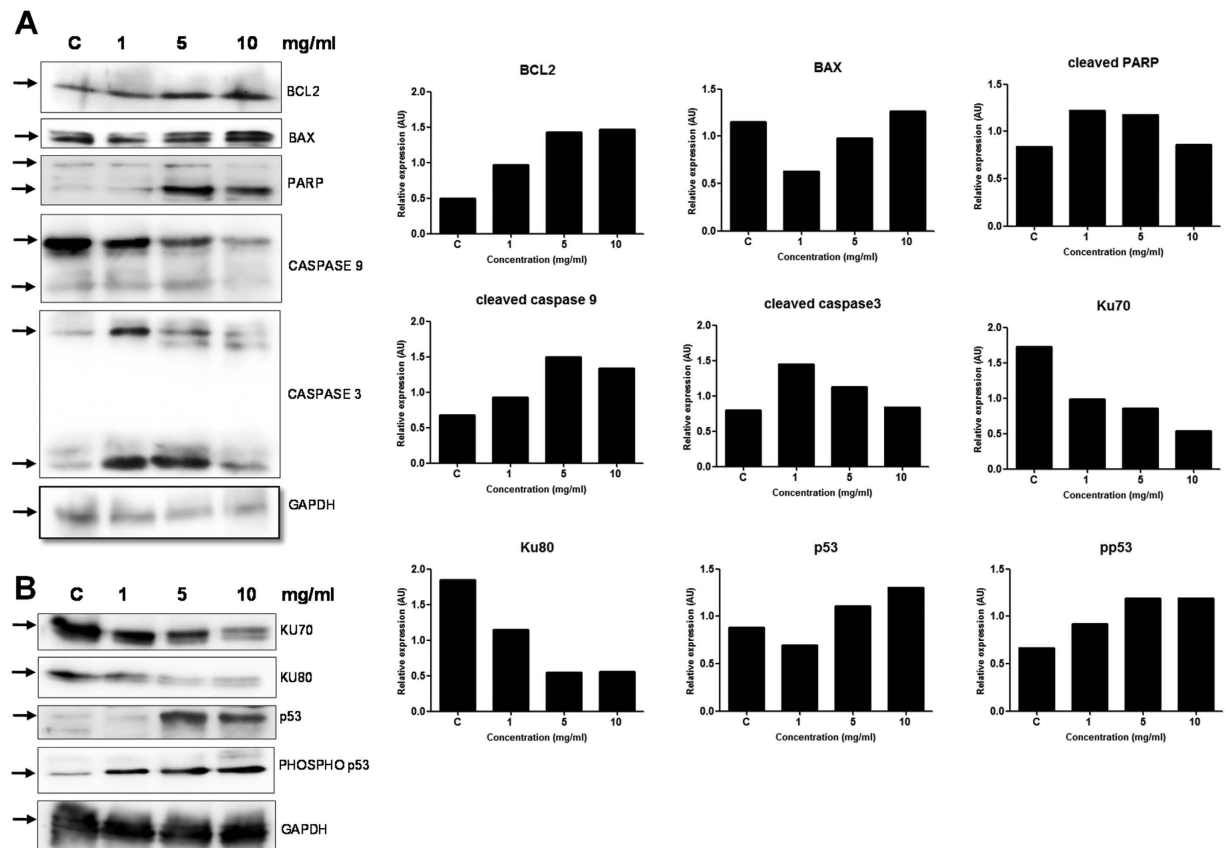 A
C 1 5 10 mg/ml
BCL2
BAX
PARP
CASPASE 9
CASPASE 3
GAPDH
B
C 1 5 10 mg/ml
KU70
KU80
p53
PHOSPHO p53
GAPDH
BCL2
Relative expression (AU)
2.0
1.5
1.0
0.5
0.0
C 1 5 10
Concentration (mg/ml)
BAX
Relative expression (AU)
1.5
1.0
0.5
0.0
C 1 5 10
Concentration (mg/ml)
cleaved PARP
Relative expression (AU)
1.5
1.0
0.5
0.0
C 1 5 10
Concentration (mg/ml)
cleaved caspase 9
Relative expression (AU)
2.0
1.5
1.0
0.5
0.0
C 1 5 10
Concentration (mg/ml)
cleaved caspase3
Relative expression (AU)
2.0
1.5
1.0
0.5
0.0
C 1 5 10
Concentration (mg/ml)
Ku70
Relative expression (AU)
2.0
1.5
1.0
0.5
0.0
C 1 5 10
Concentration (mg/ml)
Ku80
Relative expression (AU)
2.0
1.5
1.0
0.5
0.0
C 1 5 10
Concentration (mg/ml)
p53
Relative expression (AU)
1.5
1.0
0.5
0.0
C 1 5 10
Concentration (mg/ml)
pp53
Relative expression (AU)
1.5
1.0
0.5
0.0
C 1 5 10
Concentration (mg/ml)